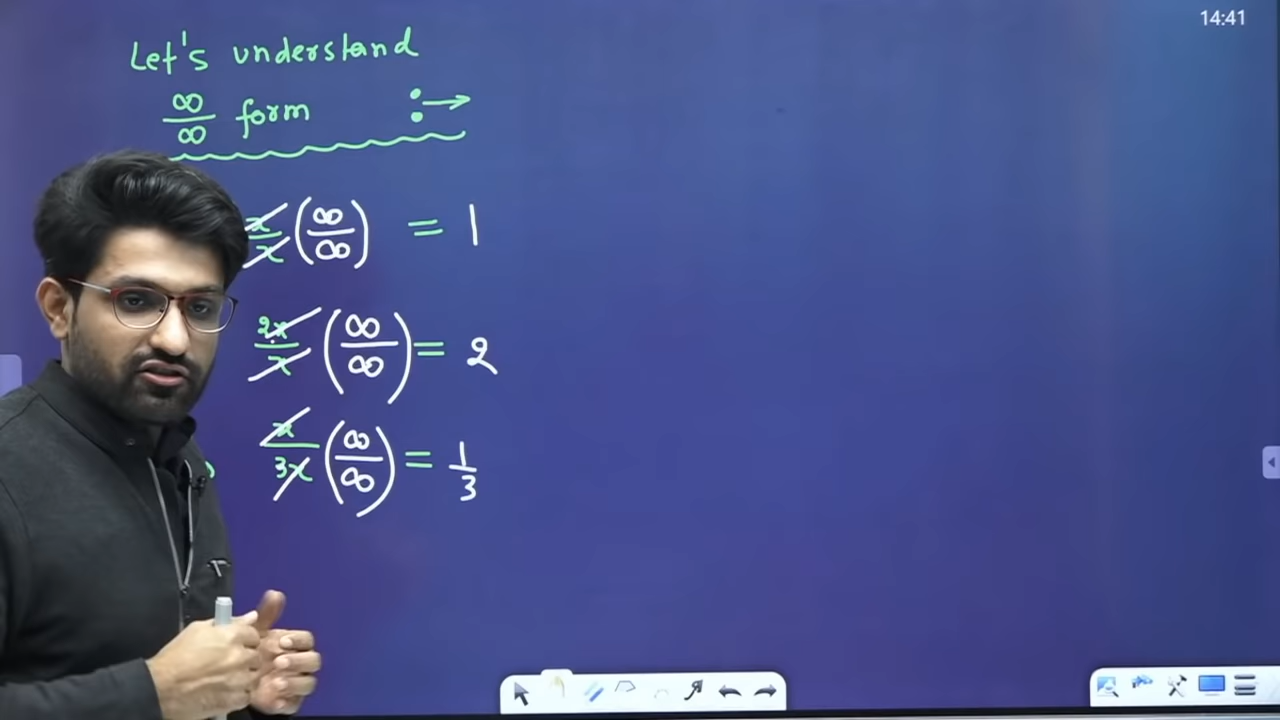 14:41
Let's understand
∞/∞ form :→
x/x (∞/∞) = 1
2x/x (∞/∞) = 2
x/3x (∞/∞) = 1/3